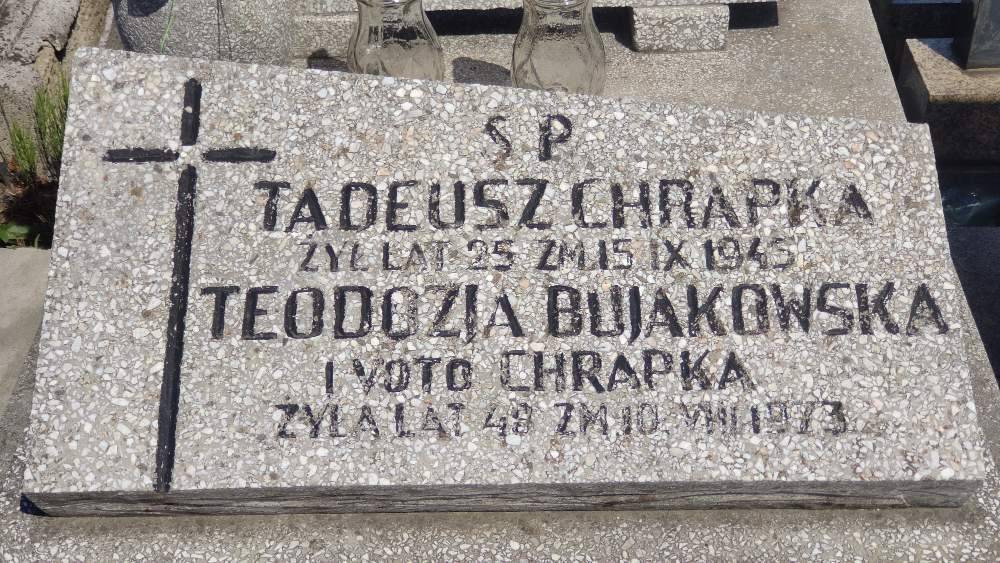 Ś P
TADEUSZ CHRAPKA
ŻYŁ LAT 25 ZM.15 IX 1945
TEODOZJA BUJAKOWSKA
I VOTO CHRAPKA
ŻYŁA LAT 48 ZM.10.VIII.1973.